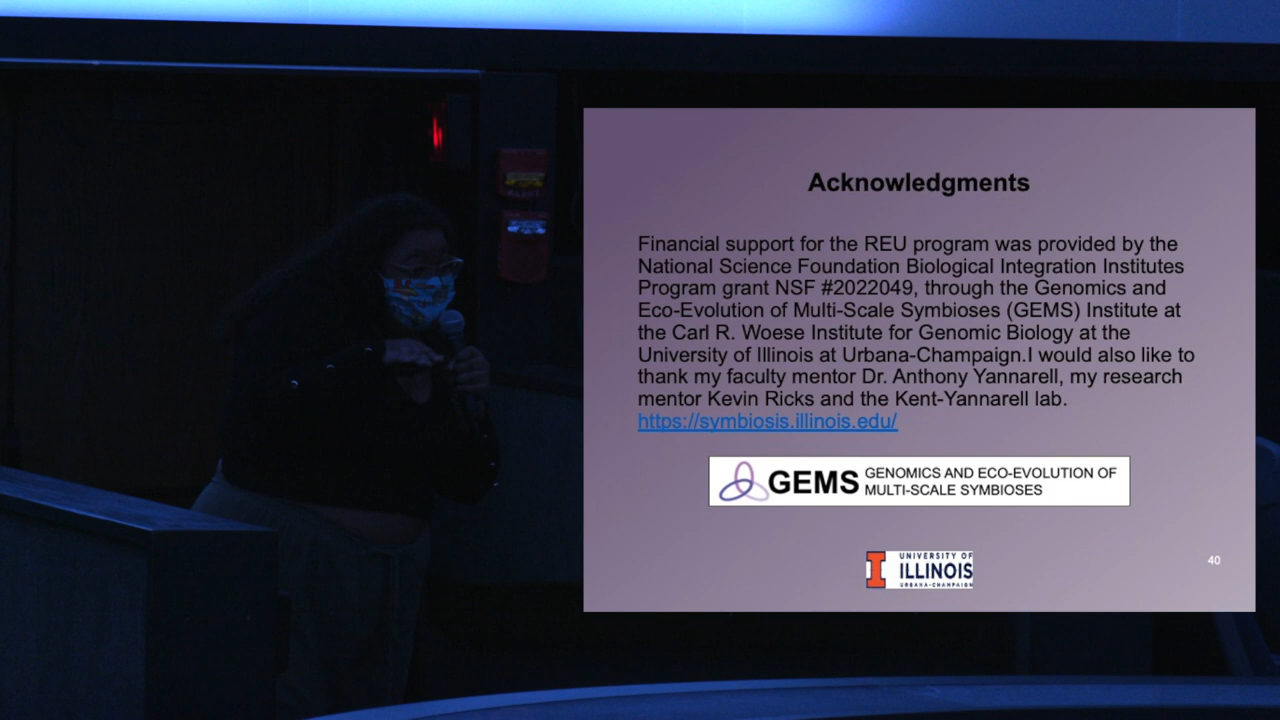 Acknowledgments
Financial support for the REU program was provided by the
National Science Foundation Biological Integration Institutes
Program grant NSF #2022049, through the Genomics and
Eco-Evolution of Multi-Scale Symbioses (GEMS) Institute at
the Carl R. Woese Institute for Genomic Biology at the
University of Illinois at Urbana-Champaign.I would also like to
thank my faculty mentor Dr. Anthony Yannarell, my research
mentor Kevin Ricks and the Kent-Yannarell lab.
https://symbiosis.illinois.edu/
GEMS GENOMICS AND ECO-EVOLUTION OF
MULTI-SCALE SYMBIOSES
UNIVERSITY OF
ILLINOIS
URBANA-CHAMPAIGN
40